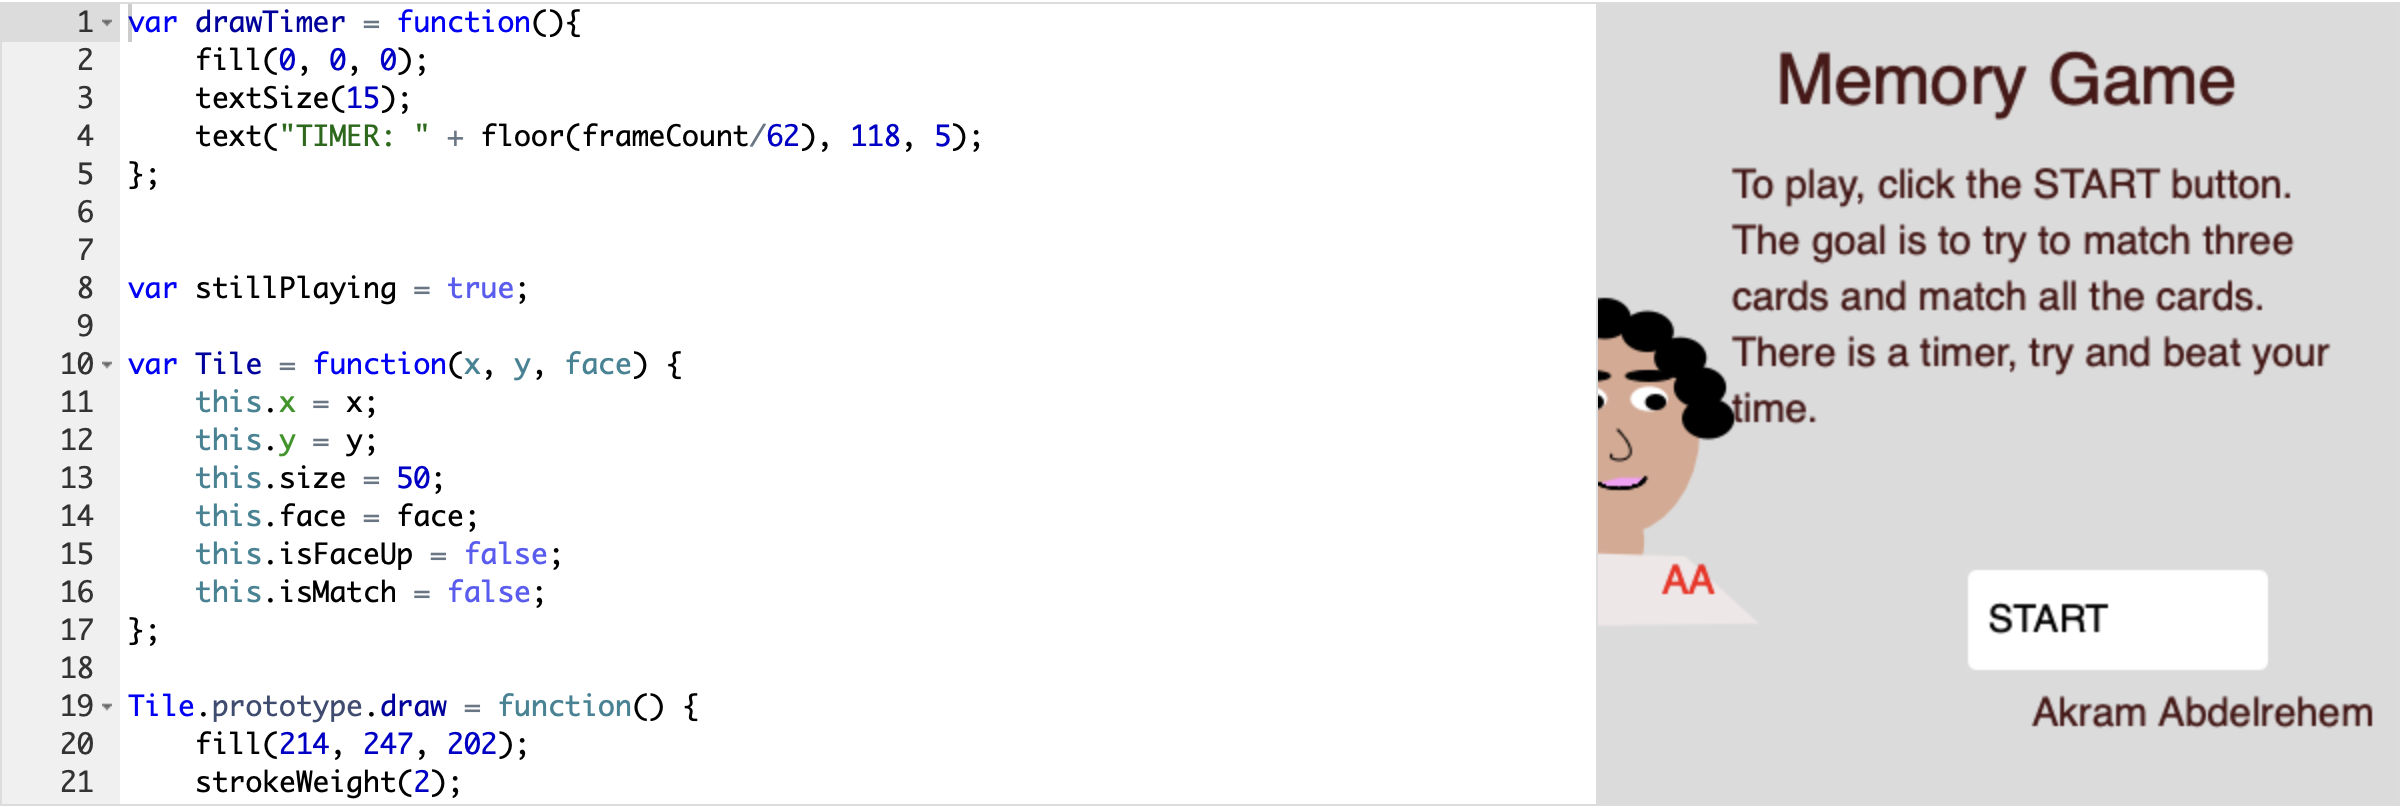 1 var drawTimer = function(){
2 fill(0, 0, 0);
3 textSize(15);
4 text("TIMER: " + floor(frameCount/62), 118, 5);
5 };
6
7
8 var stillPlaying = true;
9
10 var Tile = function(x, y, face) {
11 this.x = x;
12 this.y = y;
13 this.size = 50;
14 this.face = face;
15 this.isFaceUp = false;
16 this.isMatch = false;
17 };
18
19 Tile.prototype.draw = function() {
20 fill(214, 247, 202);
21 strokeWeight(2);
Memory Game
To play, click the START button.
The goal is to try to match three
cards and match all the cards.
There is a timer, try and beat your
time.
AA
START
Akram Abdelrehem